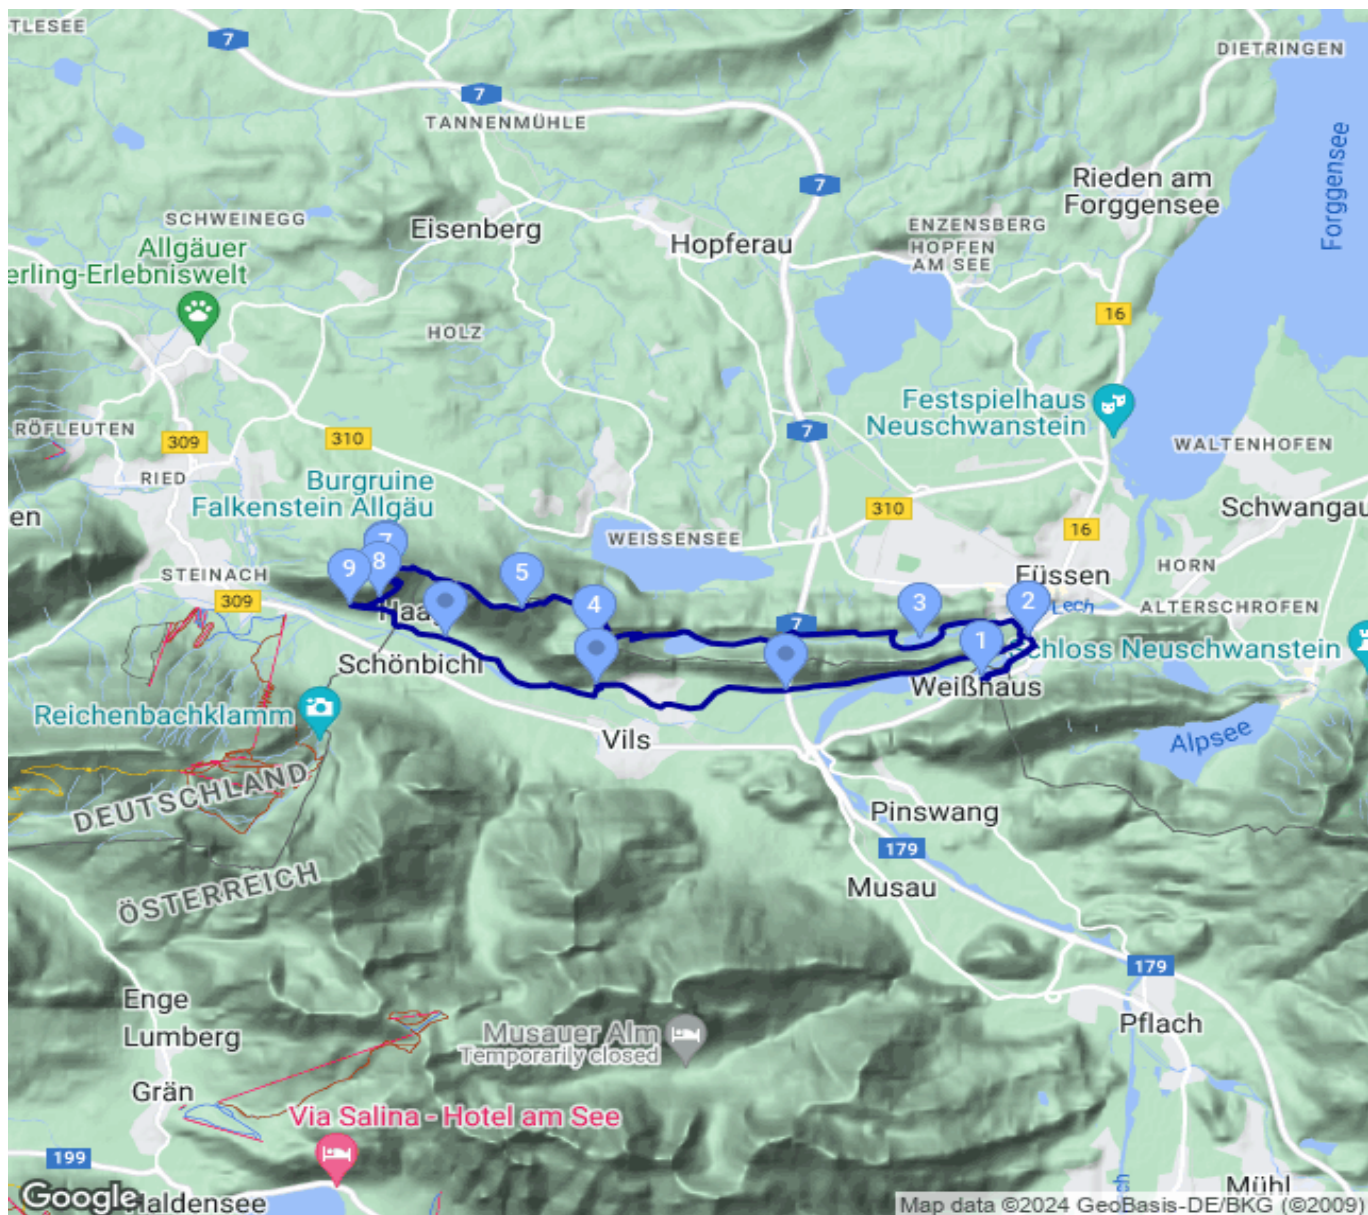 TLESEE
7
DIETRINGEN
7
TANNENMÜHLE
7
Rieden am
Forggensee
Forggensee
SCHWEINEGG
Eisenberg
Hopferau
ENZENSBERG
HOPFEN
AM SEE
Allgäuer
erling-Erlebniswelt
16
HOLZ
Festspielhaus
Neuschwanstein
RÖFLEUTEN
309
310
7
WALTENHOFEN
RIED
Burgruine
Falkenstein Allgäu
310
Schwangau
en
16
WEISSENSEE
HORN
STEINACH
7
8
9
5
Füssen
309
Haag
4
3
2
Lech
ALTERSCHROFEN
7
1
Schönbichl
chloss Neuschwanstein
Weißhaus
Reichenbachklamm
Vils
Alpsee
DEUTSCHLAND
Pinswang
179
ÖSTERREICH
Musau
179
Enge
Lumberg
Musauer Alm
Temporarily closed
Pflach
Grän
Via Salina - Hotel am See
199
Mühl
Google
Haldensee
Map data ©2024 GeoBasis-DE/BKG (©2009)